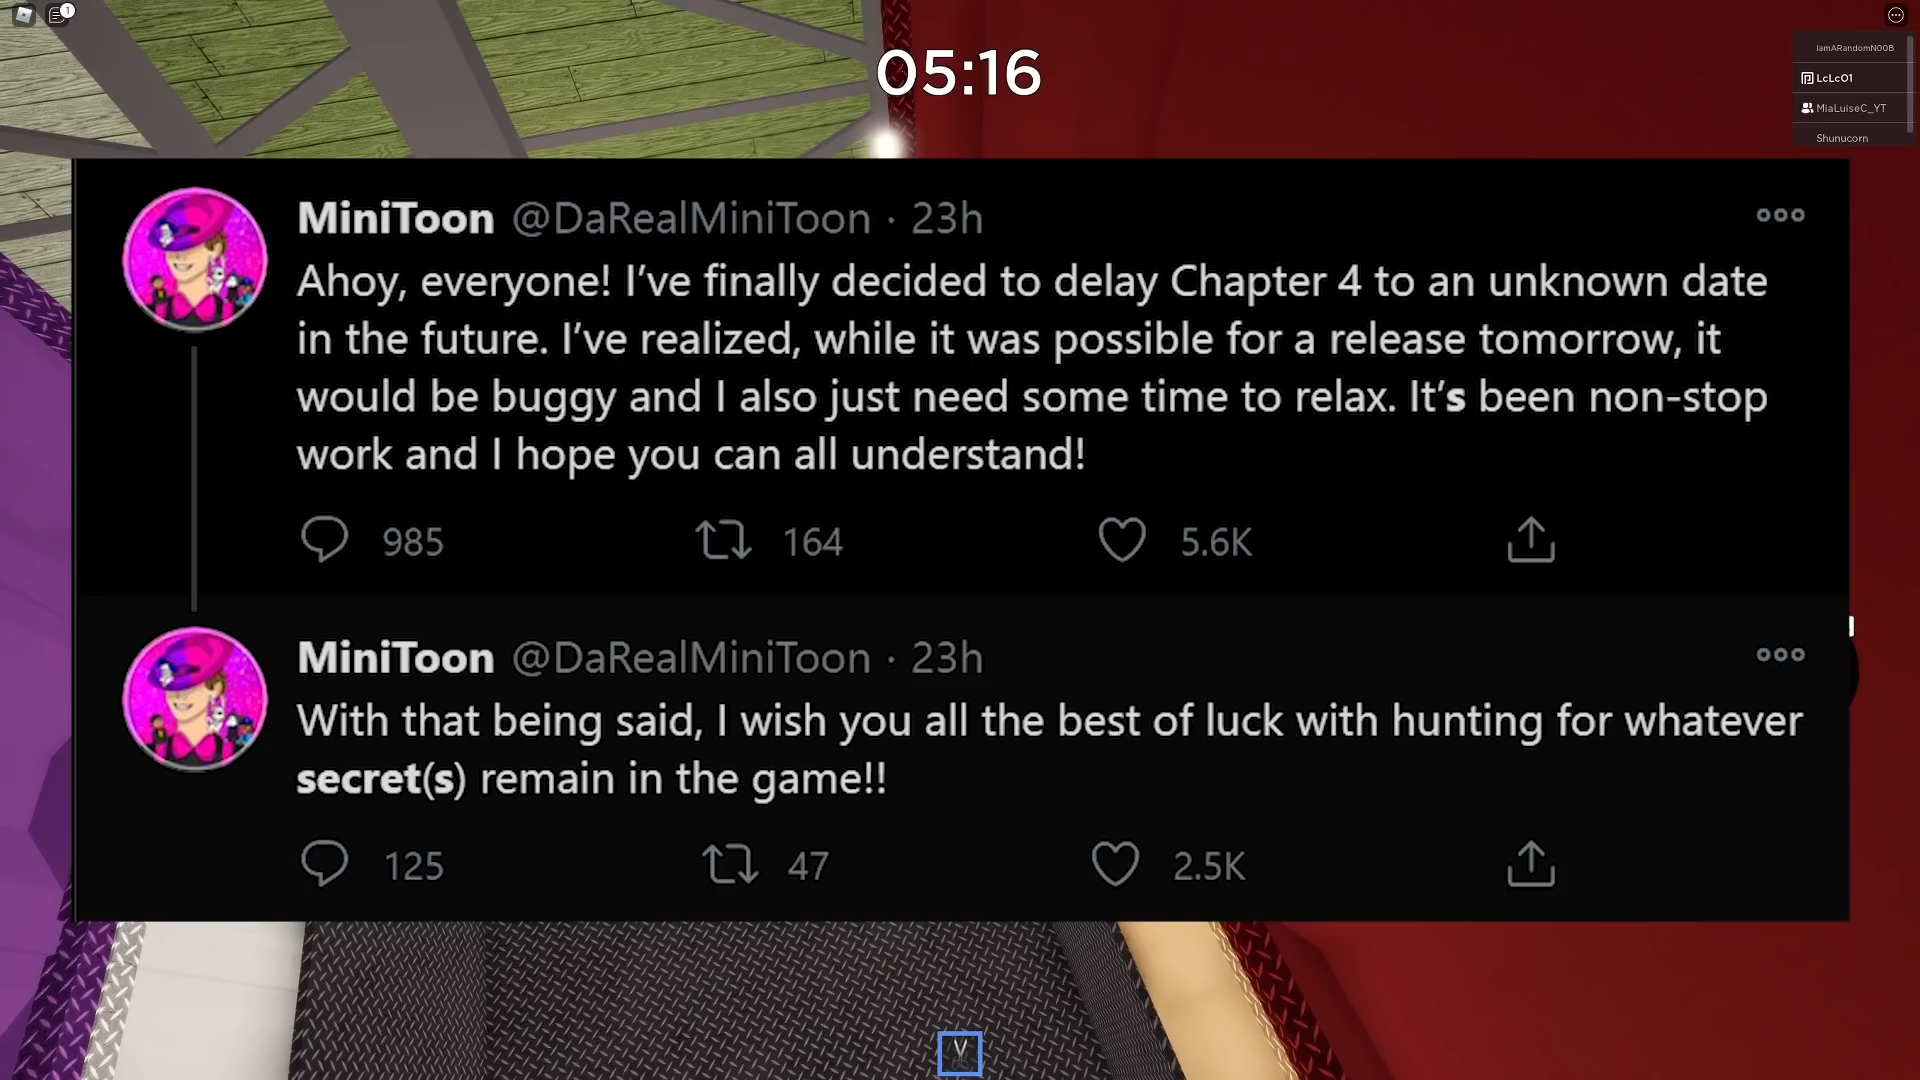 1
05:16
IamARandomN00B
LcLc01
MiaLuiseC_YT
Shunucorn
MiniToon @DaRealMiniToon · 23h
Ahoy, everyone! I've finally decided to delay Chapter 4 to an unknown date
in the future. I've realized, while it was possible for a release tomorrow, it
would be buggy and I also just need some time to relax. It's been non-stop
work and I hope you can all understand!
985 164 5.6K
MiniToon @DaRealMiniToon · 23h
With that being said, I wish you all the best of luck with hunting for whatever
secret(s) remain in the game!!
125 47 2.5K